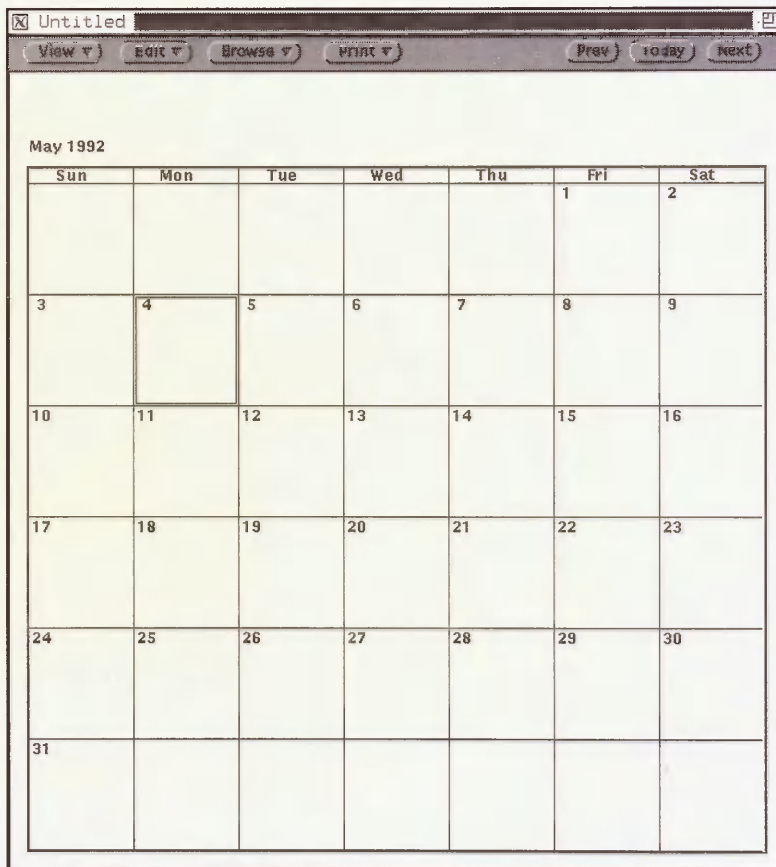 Untitled
View Edit Browse Print Prev Today Next
May 1992
Sun Mon Tue Wed Thu Fri Sat
1 2
3 4 5 6 7 8 9
10 11 12 13 14 15 16
17 18 19 20 21 22 23
24 25 26 27 28 29 30
31